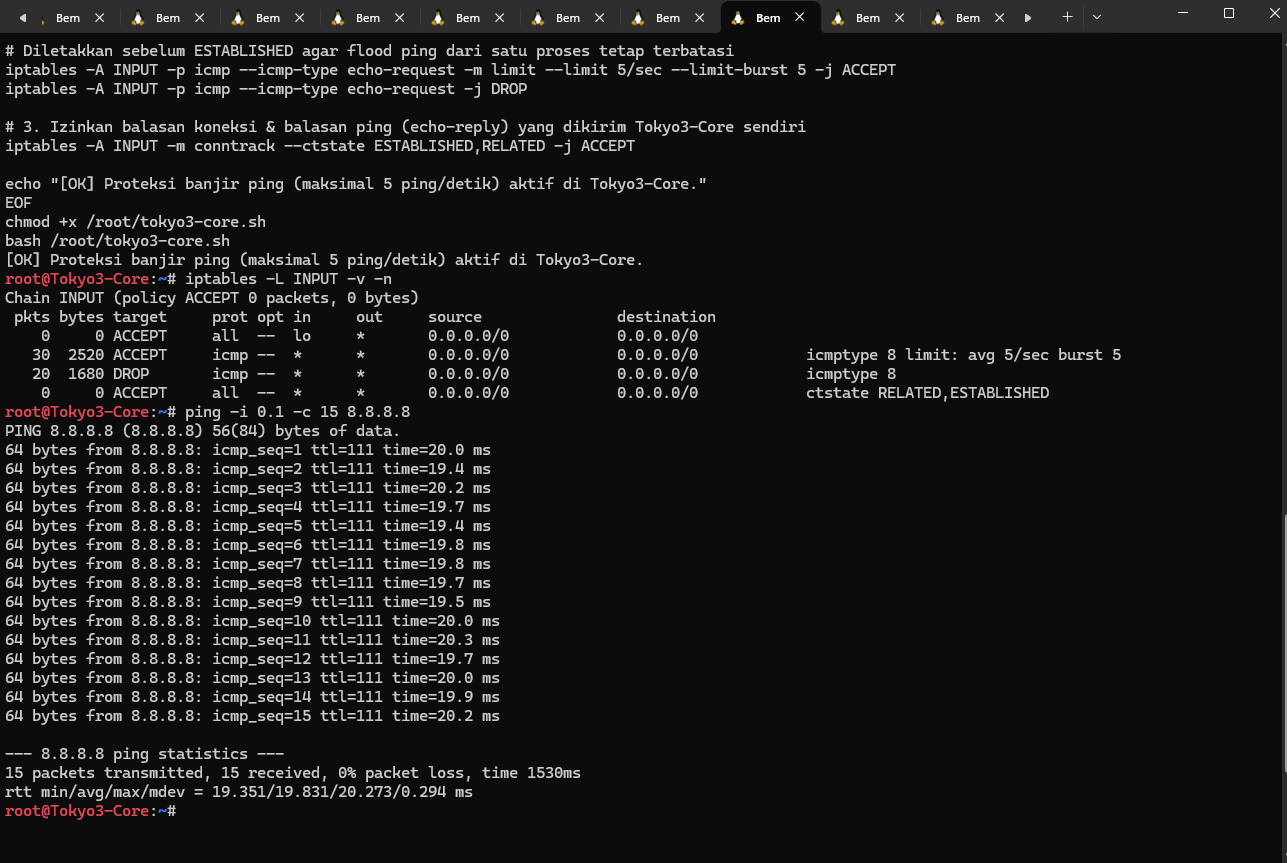 Bem Bem Bem Bem Bem Bem Bem Bem Bem Bem
# Diletakkan sebelum ESTABLISHED agar flood ping dari satu proses tetap terbatasi
iptables -A INPUT -p icmp --icmp-type echo-request -m limit --limit 5/sec --limit-burst 5 -j ACCEPT
iptables -A INPUT -p icmp --icmp-type echo-request -j DROP

# 3. Izinkan balasan koneksi & balasan ping (echo-reply) yang dikirim Tokyo3-Core sendiri
iptables -A INPUT -m conntrack --ctstate ESTABLISHED,RELATED -j ACCEPT

echo "[OK] Proteksi banjir ping (maksimal 5 ping/detik) aktif di Tokyo3-Core."
EOF
chmod +x /root/tokyo3-core.sh
bash /root/tokyo3-core.sh
[OK] Proteksi banjir ping (maksimal 5 ping/detik) aktif di Tokyo3-Core.
root@Tokyo3-Core:~# iptables -L INPUT -v -n
Chain INPUT (policy ACCEPT 0 packets, 0 bytes)
 pkts bytes target     prot opt in     out     source               destination
    0     0 ACCEPT     all  --  lo     *       0.0.0.0/0            0.0.0.0/0
   30  2520 ACCEPT     icmp --  *      *       0.0.0.0/0            0.0.0.0/0            icmptype 8 limit: avg 5/sec burst 5
   20  1680 DROP       icmp --  *      *       0.0.0.0/0            0.0.0.0/0            icmptype 8
    0     0 ACCEPT     all  --  *      *       0.0.0.0/0            0.0.0.0/0            ctstate RELATED,ESTABLISHED
root@Tokyo3-Core:~# ping -i 0.1 -c 15 8.8.8.8
PING 8.8.8.8 (8.8.8.8) 56(84) bytes of data.
64 bytes from 8.8.8.8: icmp_seq=1 ttl=111 time=20.0 ms
64 bytes from 8.8.8.8: icmp_seq=2 ttl=111 time=19.4 ms
64 bytes from 8.8.8.8: icmp_seq=3 ttl=111 time=20.2 ms
64 bytes from 8.8.8.8: icmp_seq=4 ttl=111 time=19.7 ms
64 bytes from 8.8.8.8: icmp_seq=5 ttl=111 time=19.4 ms
64 bytes from 8.8.8.8: icmp_seq=6 ttl=111 time=19.8 ms
64 bytes from 8.8.8.8: icmp_seq=7 ttl=111 time=19.8 ms
64 bytes from 8.8.8.8: icmp_seq=8 ttl=111 time=19.7 ms
64 bytes from 8.8.8.8: icmp_seq=9 ttl=111 time=19.5 ms
64 bytes from 8.8.8.8: icmp_seq=10 ttl=111 time=20.0 ms
64 bytes from 8.8.8.8: icmp_seq=11 ttl=111 time=20.3 ms
64 bytes from 8.8.8.8: icmp_seq=12 ttl=111 time=19.7 ms
64 bytes from 8.8.8.8: icmp_seq=13 ttl=111 time=20.0 ms
64 bytes from 8.8.8.8: icmp_seq=14 ttl=111 time=19.9 ms
64 bytes from 8.8.8.8: icmp_seq=15 ttl=111 time=20.2 ms

--- 8.8.8.8 ping statistics ---
15 packets transmitted, 15 received, 0% packet loss, time 1530ms
rtt min/avg/max/mdev = 19.351/19.831/20.273/0.294 ms
root@Tokyo3-Core:~#